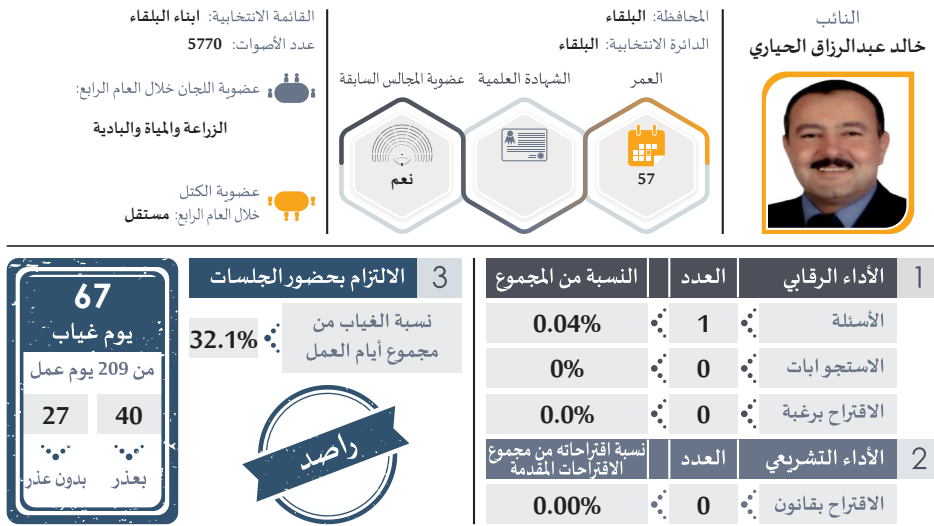 النائب
خالد عبدالرزاق الحياري
المحافظة: البلقاء
الدائرة الانتخابية: البلقاء
العمر
57
الشهادة العلمية
عضوية المجالس السابقة
نعم
القائمة الانتخابية: ابناء البلقاء
عدد الأصوات: 5770
عضوية اللجان خلال العام الرابع:
الزراعة والمياة والبادية
عضوية الكتل
خلال العام الرابع: مستقل
1 الأداء الرقابي العدد النسبة من المجموع
الأسئلة 1 0.04%
الاستجوابات 0 0%
الاقتراح برغبة 0 0.0%
2 الأداء التشريعي العدد نسبة اقتراحاته من مجموع
الاقتراحات المقدمة
الاقتراح بقانون 0 0.00%
3 الالتزام بحضور الجلسات
نسبة الغياب من
مجموع أيام العمل
32.1%
راصد
67
يوم غياب
من 209 يوم عمل
40 27
بعذر بدون عذر